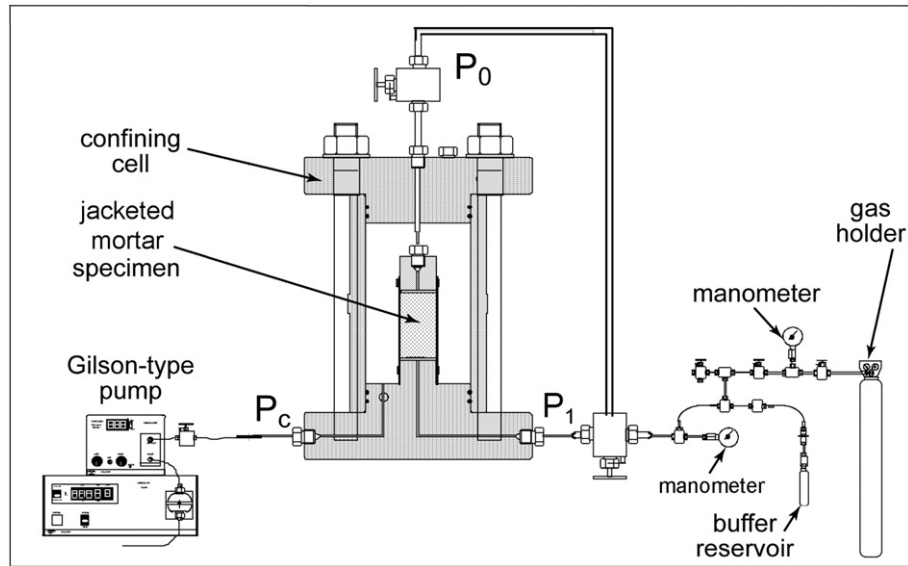 P0
confining
cell
jacketed
mortar
specimen
gas
holder
manometer
Gilson-type
pump
Pc
P1
manometer
buffer
reservoir